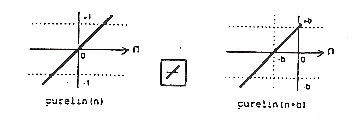 +1
n
0
-1
purelin(n)
+b
n
-b
0
-b
purelin(n+b)